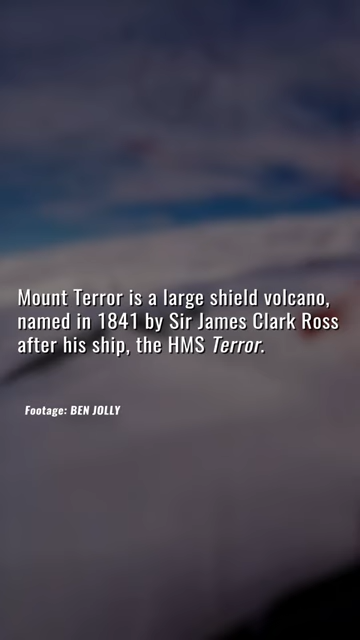 Mount Terror is a large shield volcano,
named in 1841 by Sir James Clark Ross
after his ship, the HMS Terror.
Footage: BEN JOLLY